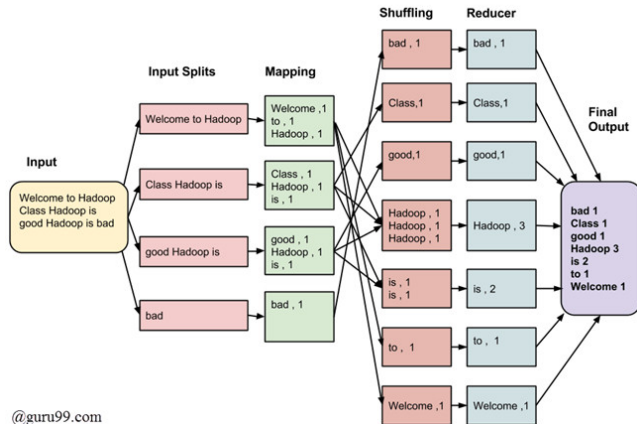 Shuffling
Reducer
Input Splits
Mapping
Final
Output
Input
Welcome to Hadoop
Class Hadoop is
good Hadoop is bad
Welcome to Hadoop
Class Hadoop is
good Hadoop is
bad
Welcome ,1
to , 1
Hadoop , 1
Class , 1
Hadoop , 1
is , 1
good , 1
Hadoop , 1
is , 1
bad , 1
bad , 1
Class,1
good,1
Hadoop , 1
Hadoop , 1
Hadoop , 1
is , 1
is , 1
to , 1
Welcome ,1
bad , 1
Class,1
good,1
Hadoop , 3
is , 2
to , 1
Welcome ,1
bad 1
Class 1
good 1
Hadoop 3
is 2
to 1
Welcome 1
@guru99.com